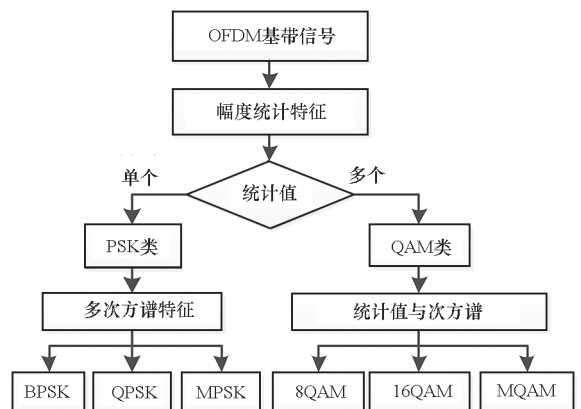 OFDM基带信号
幅度统计特征
单个
统计值
多个
PSK类
QAM类
多次方谱特征
统计值与次方谱
BPSK
QPSK
MPSK
8QAM
16QAM
MQAM